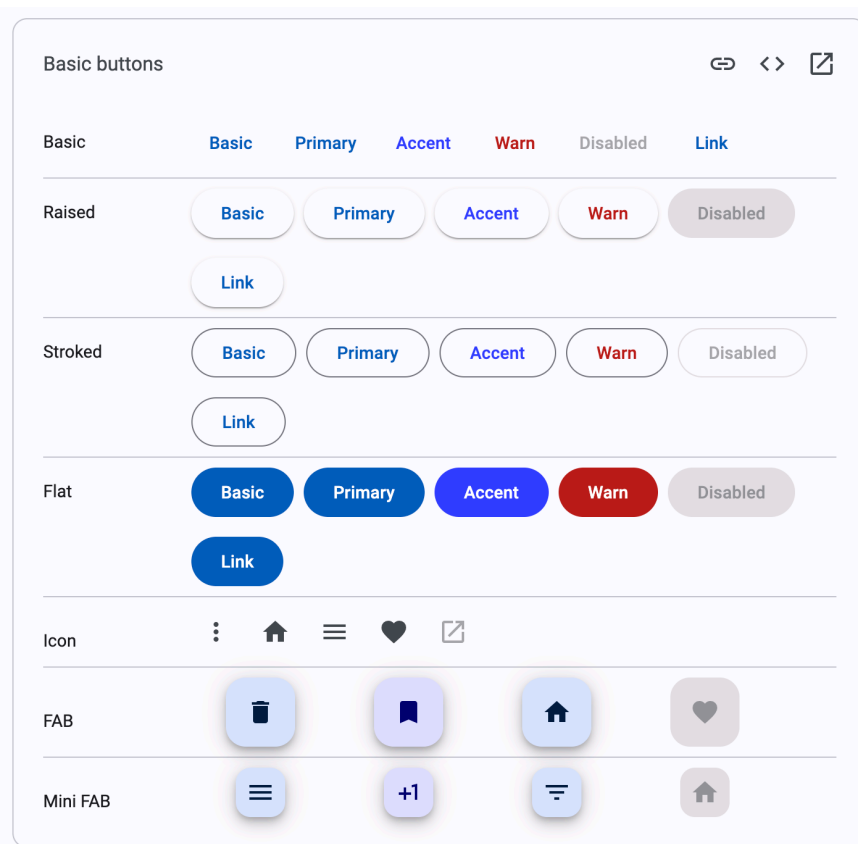 Basic buttons
Basic Basic Primary Accent Warn Disabled Link
Raised Basic Primary Accent Warn Disabled
Link
Stroked Basic Primary Accent Warn Disabled
Link
Flat Basic Primary Accent Warn Disabled
Link
Icon
FAB
Mini FAB +1